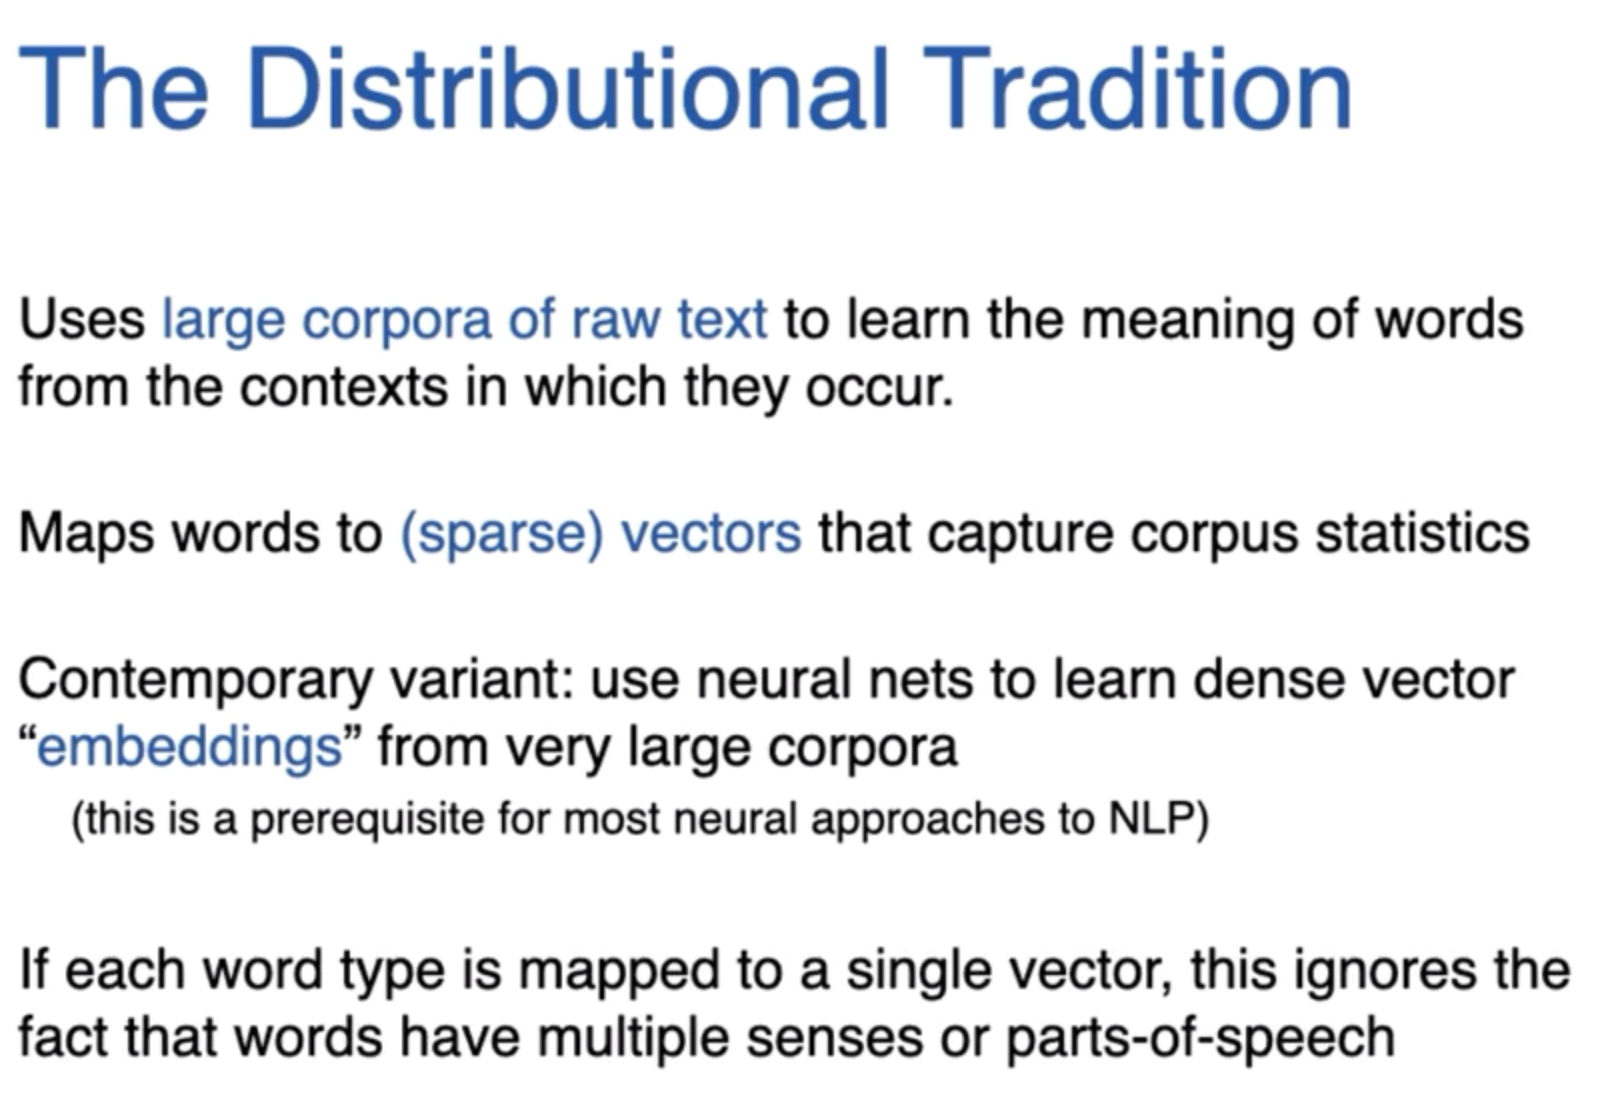 The Distributional Tradition
Uses large corpora of raw text to learn the meaning of words
from the contexts in which they occur.
Maps words to (sparse) vectors that capture corpus statistics
Contemporary variant: use neural nets to learn dense vector
“embeddings” from very large corpora
(this is a prerequisite for most neural approaches to NLP)
If each word type is mapped to a single vector, this ignores the
fact that words have multiple senses or parts-of-speech